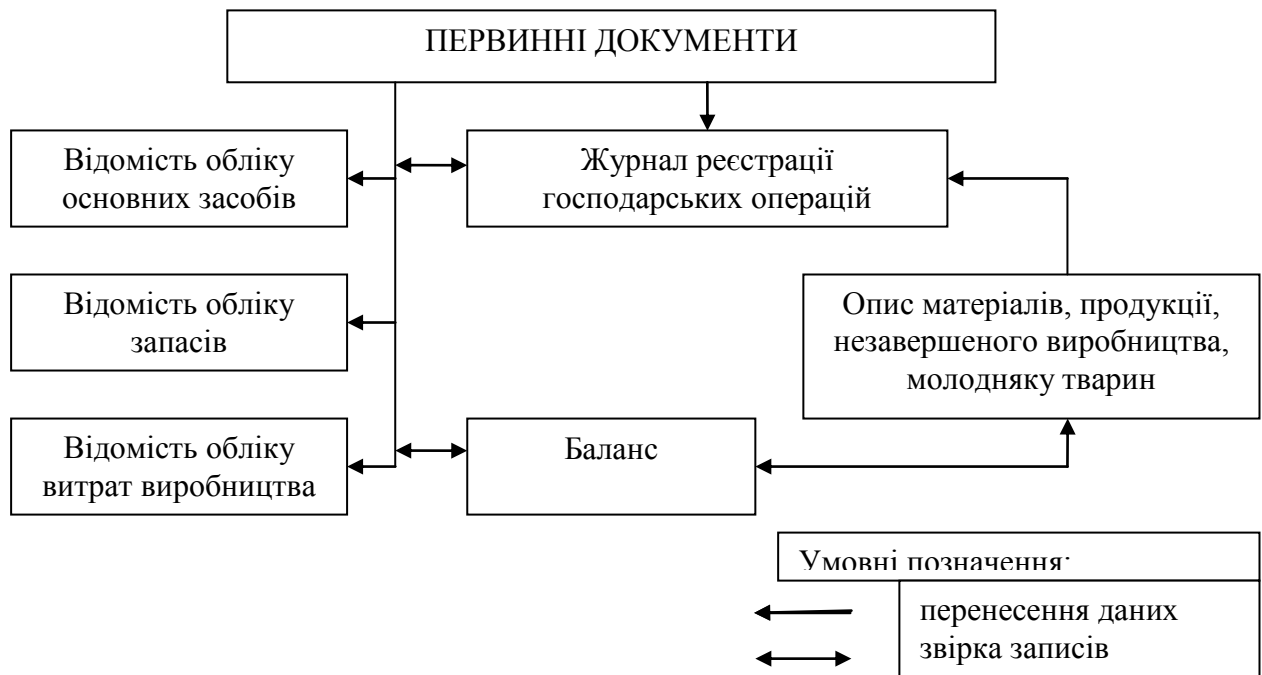 ПЕРВИННІ ДОКУМЕНТИ
Відомість обліку
основних засобів
Журнал реєстрації
господарських операцій
Відомість обліку
запасів
Опис матеріалів, продукції,
незавершеного виробництва,
молодняку тварин
Відомість обліку
витрат виробництва
Баланс
Умовні позначення:
перенесення даних
звірка записів